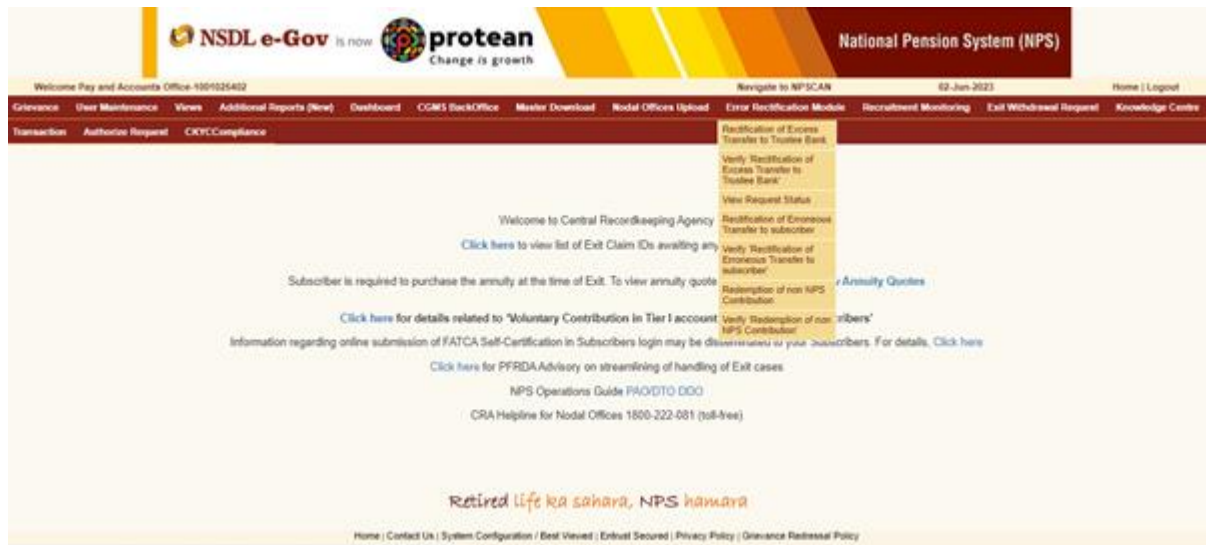 NSDL e-Gov is now protean
Change is growth
National Pension System (NPS)
Welcome Pay and Accounts Office-1001025402 Navigate to NPSCAN 02-Jun-2023 Home | Logout
Grievance User Maintenance Views Additional Reports (New) Dashboard CGMS BackOffice Master Download Nodal Offices Upload Error Rectification Module Recruitment Monitoring Exit Withdrawal Request Knowledge Centre
Transaction Authorize Request CKYCCompliance
Rectification of Excess
Transfer to Trustee Bank
Verify 'Rectification of
Excess Transfer to
Trustee Bank'
View Request Status
Rectification of Erroneous
Transfer to subscriber
Verify 'Rectification of
Erroneous Transfer to
subscriber'
Redemption of non NPS
Contribution
Verify 'Redemption of non
NPS Contribution'
Welcome to Central Recordkeeping Agency
Click here to view list of Exit Claim IDs awaiting any
Subscriber is required to purchase the annuity at the time of Exit. To view annuity quote Annuity Quotes
Click here for details related to 'Voluntary Contribution in Tier I account ribers'
Information regarding online submission of FATCA Self-Certification in Subscribers login may be disseminated to your Subscribers. For details, Click here
Click here for PFRDA Advisory on streamlining of handling of Exit cases
NPS Operations Guide PAO/DTO DDO
CRA Helpline for Nodal Offices 1800-222-081 (toll-free)
Retired life ka sahara, NPS hamara
Home | Contact Us | System Configuration / Best Viewed | Entrust Secured | Privacy Policy | Grievance Redressal Policy